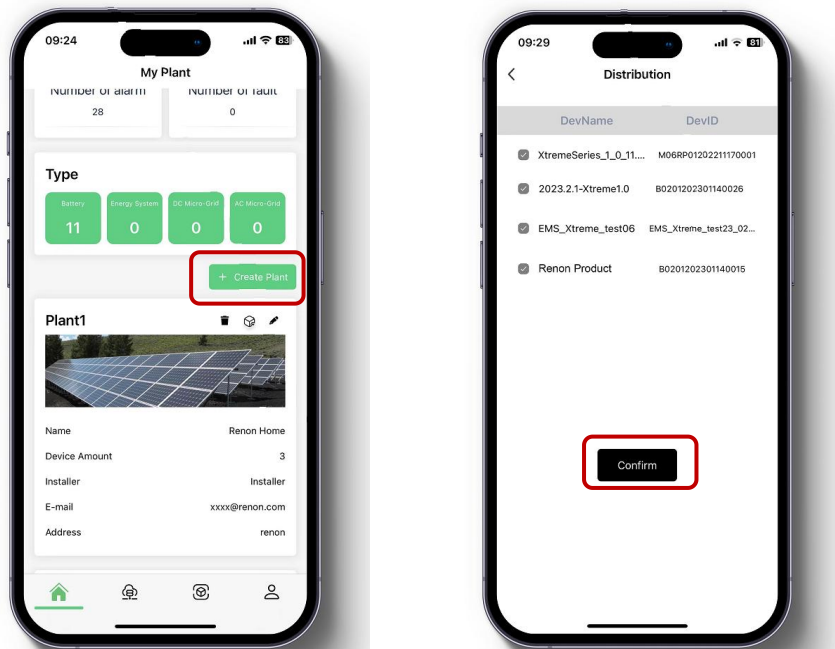 09:24
83
My Plant
Number of alarm Number of fault
28 0
Type
Battery Energy System DC Micro-Grid AC Micro-Grid
11 0 0 0
+ Create Plant
Plant1
Name Renon Home
Device Amount 3
Installer Installer
E-mail xxxx@renon.com
Address renon
09:29
81
Distribution
DevName DevID
XtremeSeries_1_0_11.... M06RP01202211170001
2023.2.1-Xtreme1.0 B0201202301140026
EMS_Xtreme_test06 EMS_Xtreme_test23_02...
Renon Product B0201202301140015
Confirm